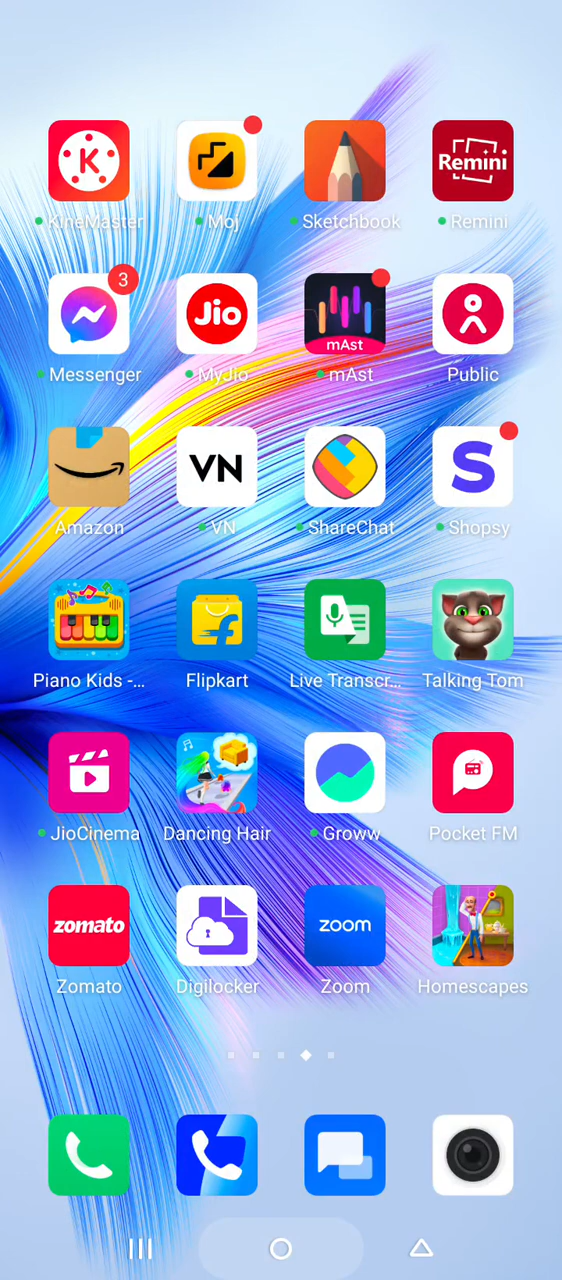 K
Remini
KineMaster
Moj
Sketchbook
Remini
3
Jio
mAst
Messenger
MyJio
mAst
Public
VN
S
Amazon
VN
ShareChat
Shopsy
f
Piano Kids -...
Flipkart
Live Transcr...
Talking Tom
JioCinema
Dancing Hair
Groww
Pocket FM
zomato
zoom
Zomato
Digilocker
Zoom
Homescapes